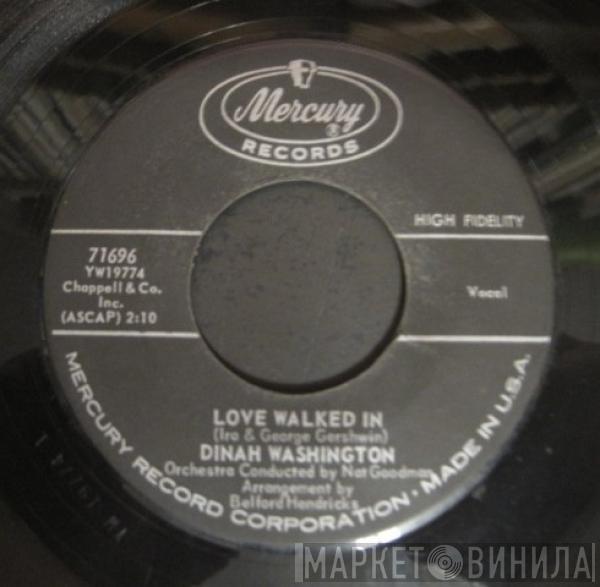 Mercury
®
RECORDS
HIGH FIDELITY
71696
YW19774
Chappell & Co.
Inc.
(ASCAP) 2:10
Vocal
LOVE WALKED IN
(Ira & George Gershwin)
DINAH WASHINGTON
Orchestra Conducted by Nat Goodman
Arrangement by
Belford Hendricks
MERCURY RECORD CORPORATION • MADE IN U.S.A.
МАРКЕТ ВИНИЛА